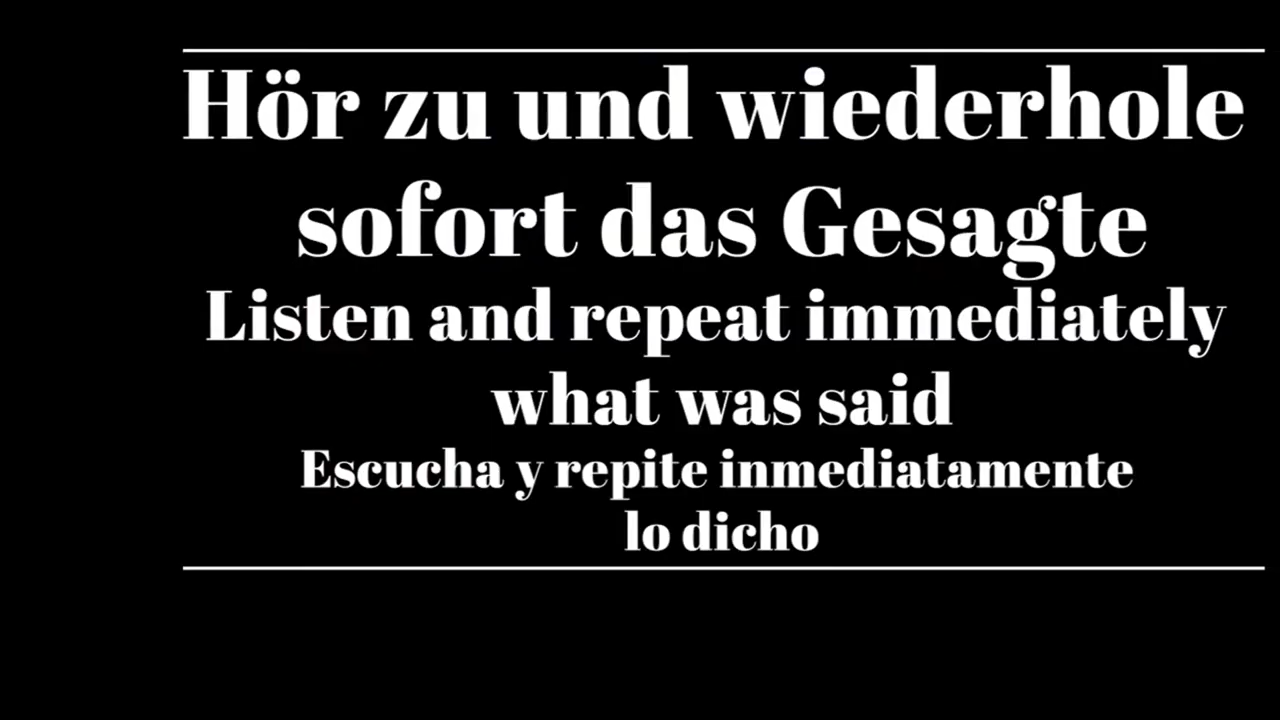 Hör zu und wiederhole
sofort das Gesagte
Listen and repeat immediately
what was said
Escucha y repite inmediatamente
lo dicho